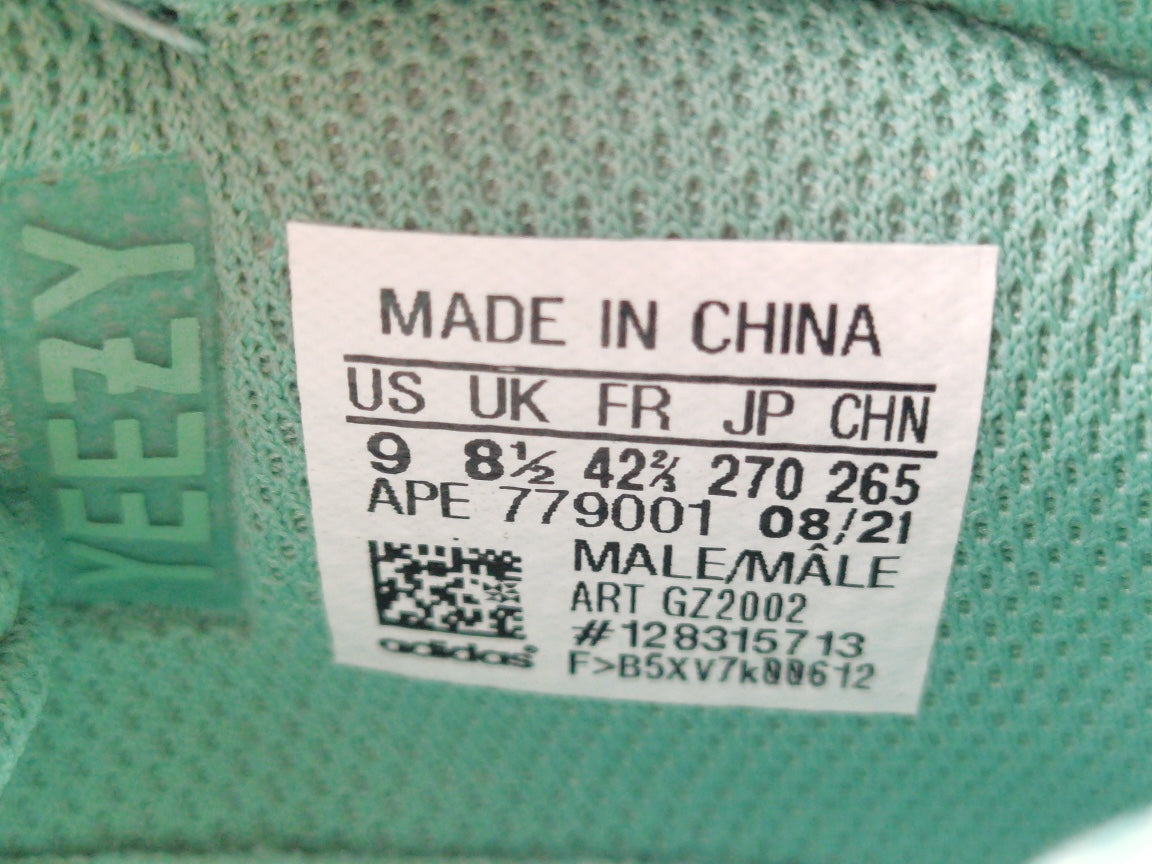 YEEZY
MADE IN CHINA
US UK FR JP CHN
9 8½ 42⅔ 270 265
APE 779001 08/21
MALE/MÂLE
ART GZ2002
#128315713
adidas®
F>B5XV7k00612